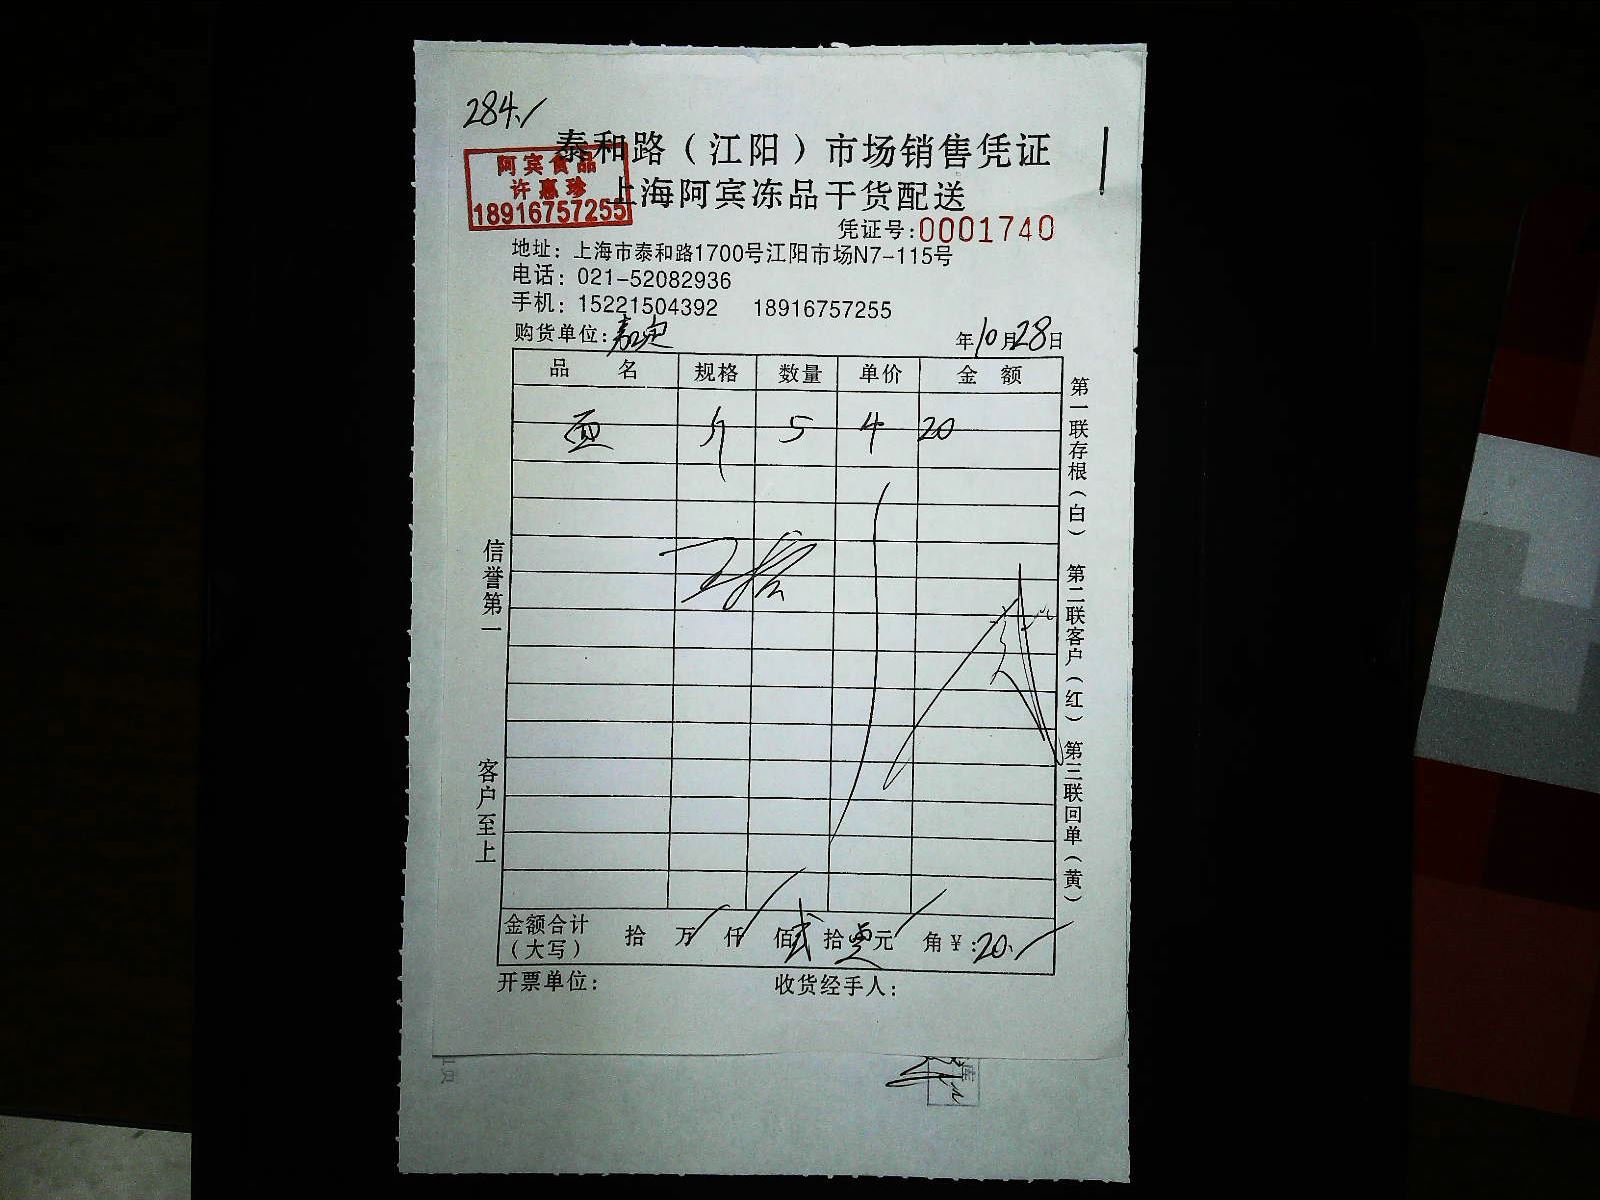 284.
泰和路（江阳）市场销售凭证
阿宾食品
许惠珍
18916757255
上海阿宾冻品干货配送
凭证号:0001740
地址：上海市泰和路1700号江阳市场N7-115号
电话：021-52082936
手机：15221504392 18916757255
购货单位:嘉定 年10月28日
品名 规格 数量 单价 金额
面 斤 5 4 20
信誉第一
客户至上
第一联存根（白） 第二联客户（红） 第三联回单（黄）
金额合计（大写） 拾 万 仟 佰 贰 拾 零 元 角 ¥:20.
开票单位： 收货经手人：